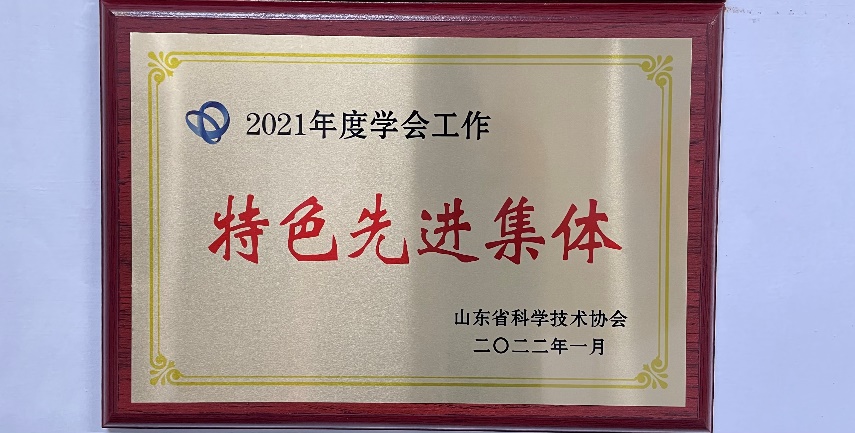 2021年度学会工作
特色先进集体
山东省科学技术协会
二〇二二年一月